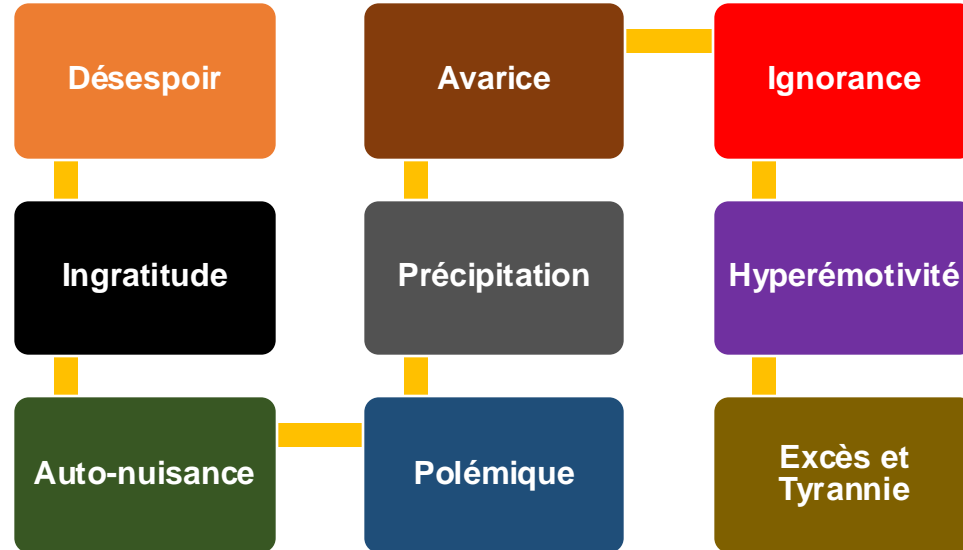 Désespoir
Avarice
Ignorance
Ingratitude
Précipitation
Hyperémotivité
Auto-nuisance
Polémique
Excès et
Tyrannie